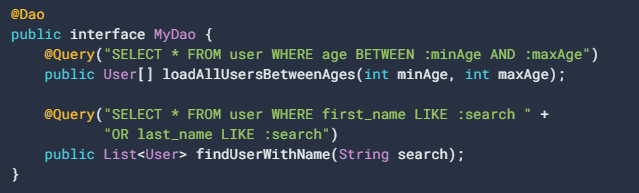 @Dao
public interface MyDao {
    @Query("SELECT * FROM user WHERE age BETWEEN :minAge AND :maxAge")
    public User[] loadAllUsersBetweenAges(int minAge, int maxAge);

    @Query("SELECT * FROM user WHERE first_name LIKE :search " +
           "OR last_name LIKE :search")
    public List<User> findUserWithName(String search);
}